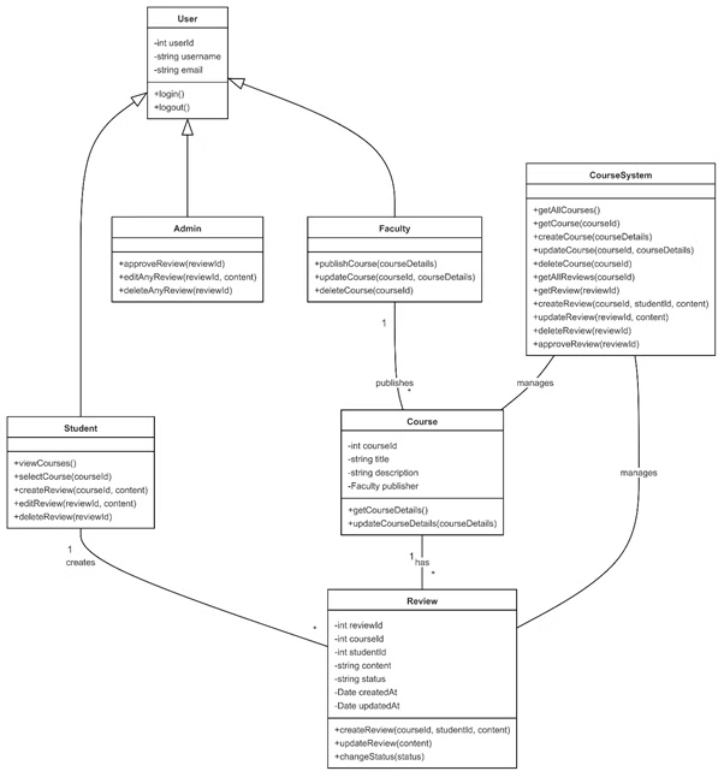 User
-int userId
-string username
-string email
+login()
+logout()
Admin
+approveReview(reviewId)
+editAnyReview(reviewId, content)
+deleteAnyReview(reviewId)
Faculty
+publishCourse(courseDetails)
+updateCourse(courseId, courseDetails)
+deleteCourse(courseId)
CourseSystem
+getAllCourses()
+getCourse(courseId)
+createCourse(courseDetails)
+updateCourse(courseId, courseDetails)
+deleteCourse(courseId)
+getAllReviews(courseId)
+getReview(reviewId)
+createReview(courseId, studentId, content)
+updateReview(reviewId, content)
+deleteReview(reviewId)
+approveReview(reviewId)
1
publishes
*
manages
manages
Student
+viewCourses()
+selectCourse(courseId)
+createReview(courseId, content)
+editReview(reviewId, content)
+deleteReview(reviewId)
Course
-int courseId
-string title
-string description
-Faculty publisher
+getCourseDetails()
+updateCourseDetails(courseDetails)
1
creates
*
1
has
*
Review
-int reviewId
-int courseId
-int studentId
-string content
-string status
-Date createdAt
-Date updatedAt
+createReview(courseId, studentId, content)
+updateReview(content)
+changeStatus(status)